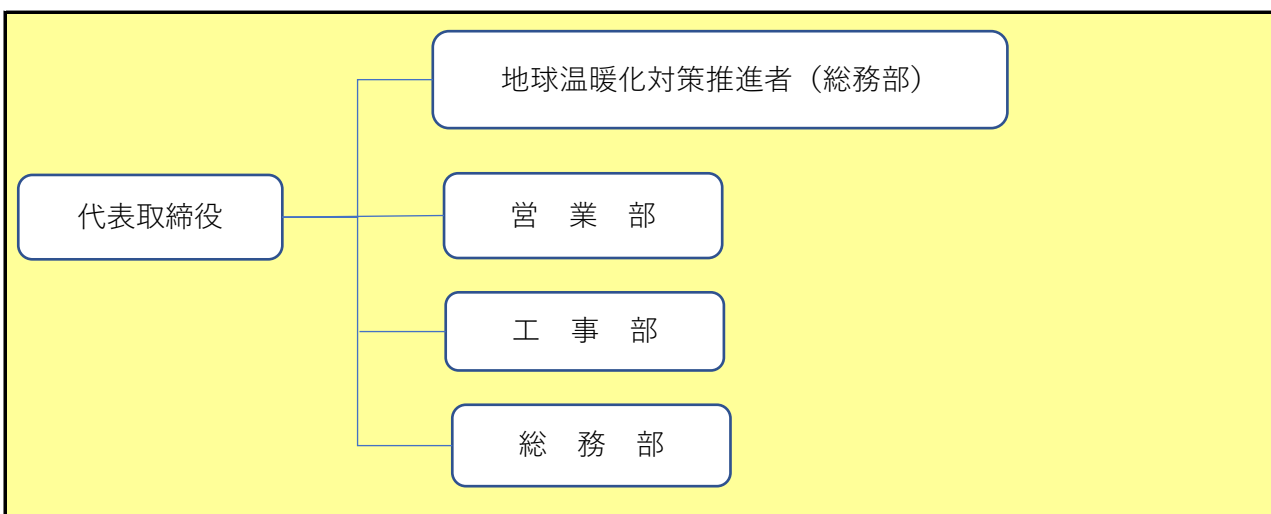 地球温暖化対策推進者（総務部）
代表取締役
営　業　部
工　事　部
総　務　部